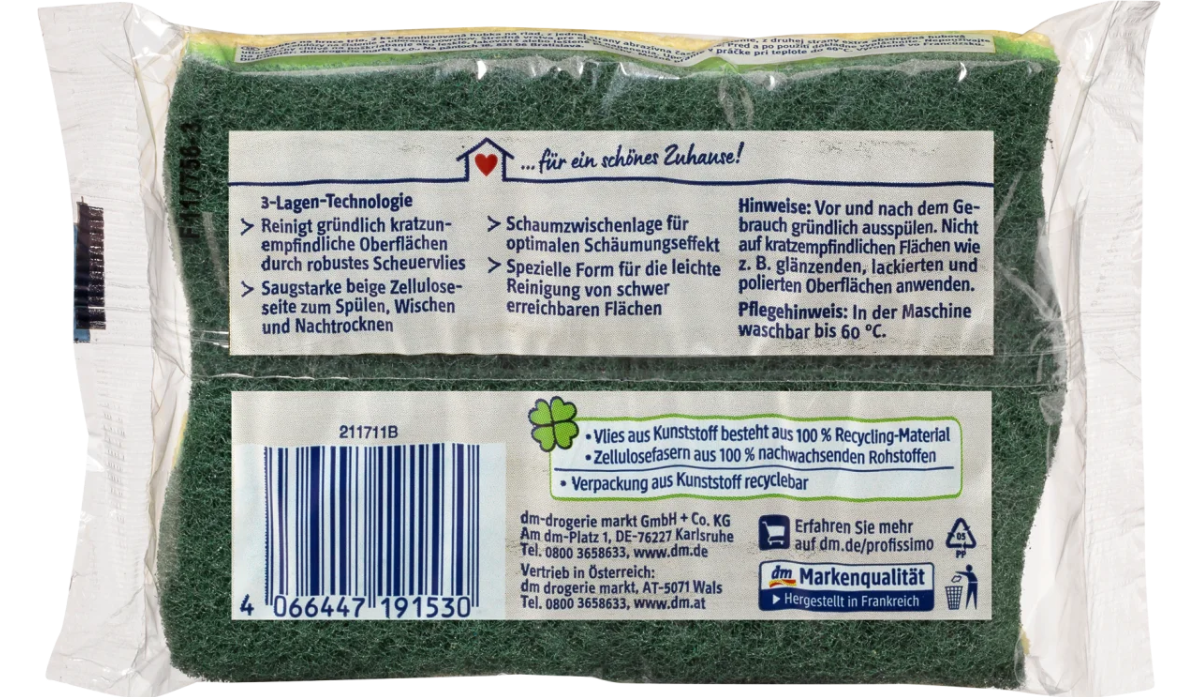 F117756-3
...für ein schönes Zuhause!
3-Lagen-Technologie
> Reinigt gründlich kratzun-
empfindliche Oberflächen
durch robustes Scheuervlies
> Saugstarke beige Zellulose-
seite zum Spülen, Wischen
und Nachtrocknen
> Schaumzwischenlage für
optimalen Schäumungseffekt
> Spezielle Form für die leichte
Reinigung von schwer
erreichbaren Flächen
Hinweise: Vor und nach dem Ge-
brauch gründlich ausspülen. Nicht
auf kratzempfindlichen Flächen wie
z. B. glänzenden, lackierten und
polierten Oberflächen anwenden.
Pflegehinweis: In der Maschine
waschbar bis 60 °C.
211711B
4 066447 191530
• Vlies aus Kunststoff besteht aus 100 % Recycling-Material
• Zellulosefasern aus 100 % nachwachsenden Rohstoffen
• Verpackung aus Kunststoff recyclebar
dm-drogerie markt GmbH + Co. KG
Am dm-Platz 1, DE-76227 Karlsruhe
Tel. 0800 3658633, www.dm.de
Vertrieb in Österreich:
dm drogerie markt, AT-5071 Wals
Tel. 0800 3658633, www.dm.at
Erfahren Sie mehr
auf dm.de/profissimo
05
PP
dm Markenqualität
Hergestellt in Frankreich